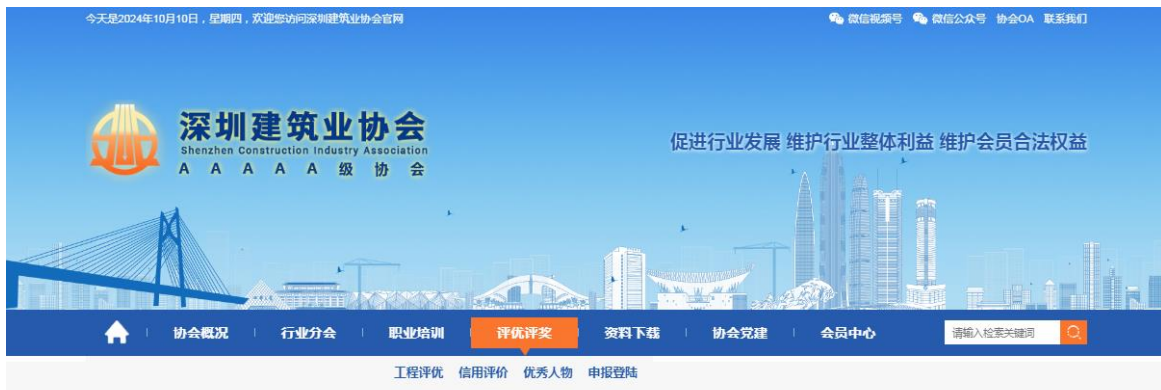 今天是2024年10月10日，星期四，欢迎您访问深圳建筑业协会官网
微信视频号 微信公众号 协会OA 联系我们
深圳建筑业协会
Shenzhen Construction Industry Association
AAAAA级协会
促进行业发展 维护行业整体利益 维护会员合法权益
协会概况 行业分会 职业培训 评优评奖 资料下载 协会党建 会员中心 请输入检索关键词
工程评优 信用评价 优秀人物 申报登陆